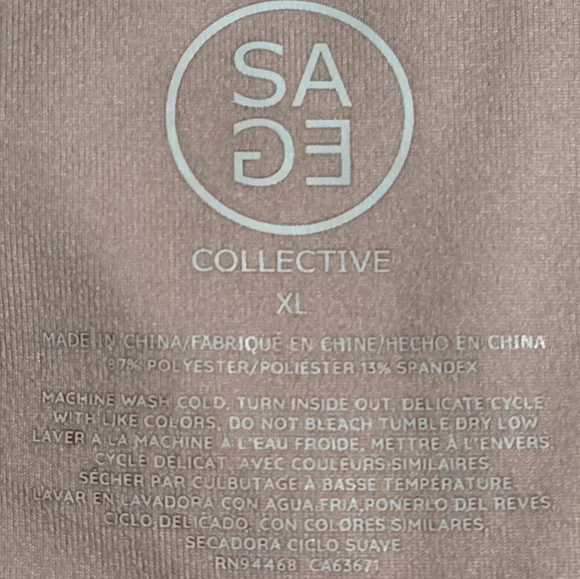 SA
GE
COLLECTIVE
XL
MADE IN CHINA/FABRIQUÉ EN CHINE/HECHO EN CHINA
87% POLYESTER/POLIÉSTER 13% SPANDEX
MACHINE WASH COLD, TURN INSIDE OUT, DELICATE CYCLE
WITH LIKE COLORS, DO NOT BLEACH TUMBLE DRY LOW
LAVER À LA MACHINE À L'EAU FROIDE, METTRE À L'ENVERS,
CYCLE DELICAT, AVEC COULEURS SIMILAIRES
SÉCHER PAR CULBUTAGE À BASSE TEMPÉRATURE.
LAVAR EN LAVADORA CON AGUA FRIA,PONERLO DEL REVES,
CICLO DELICADO, CON COLORES SIMILARES,
SECADORA CICLO SUAVE
RN94468 CA63671